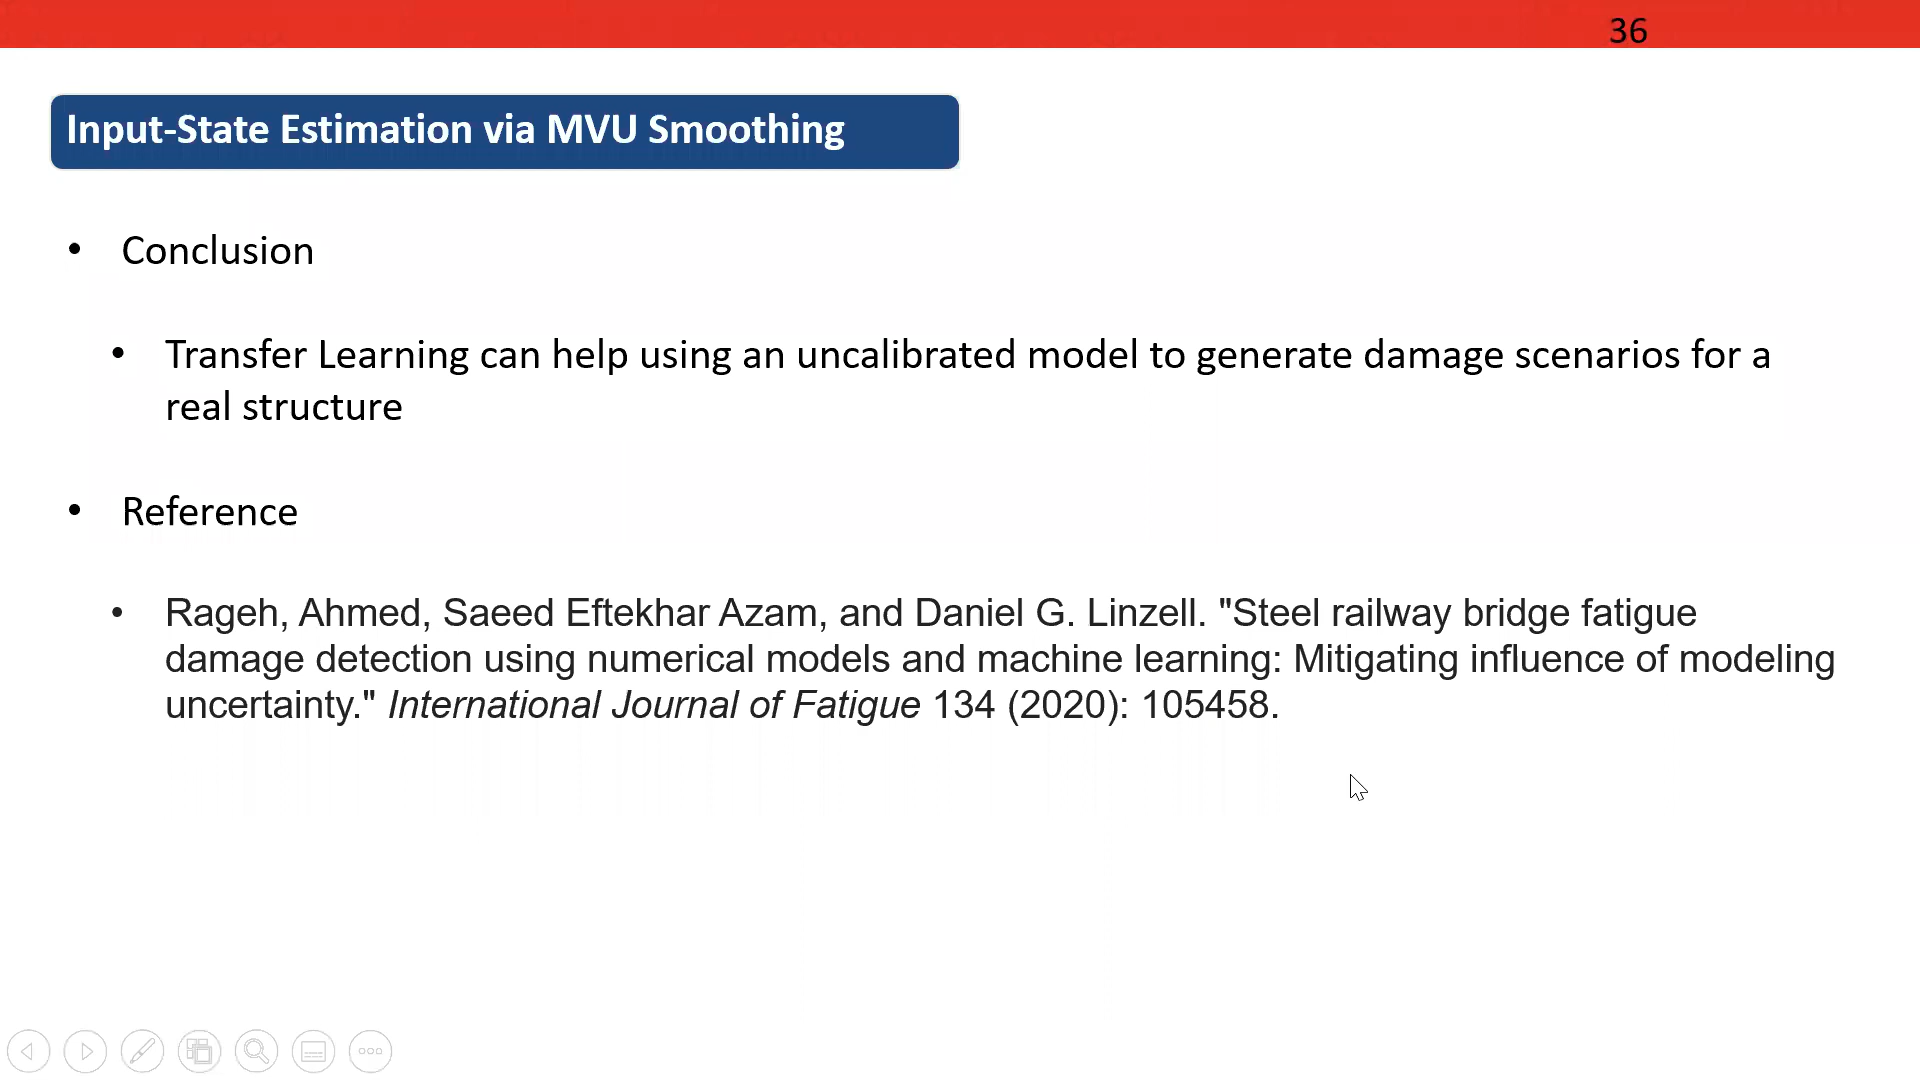 36
Input-State Estimation via MVU Smoothing
• Conclusion
• Transfer Learning can help using an uncalibrated model to generate damage scenarios for a
real structure
• Reference
• Rageh, Ahmed, Saeed Eftekhar Azam, and Daniel G. Linzell. "Steel railway bridge fatigue
damage detection using numerical models and machine learning: Mitigating influence of modeling
uncertainty." International Journal of Fatigue 134 (2020): 105458.